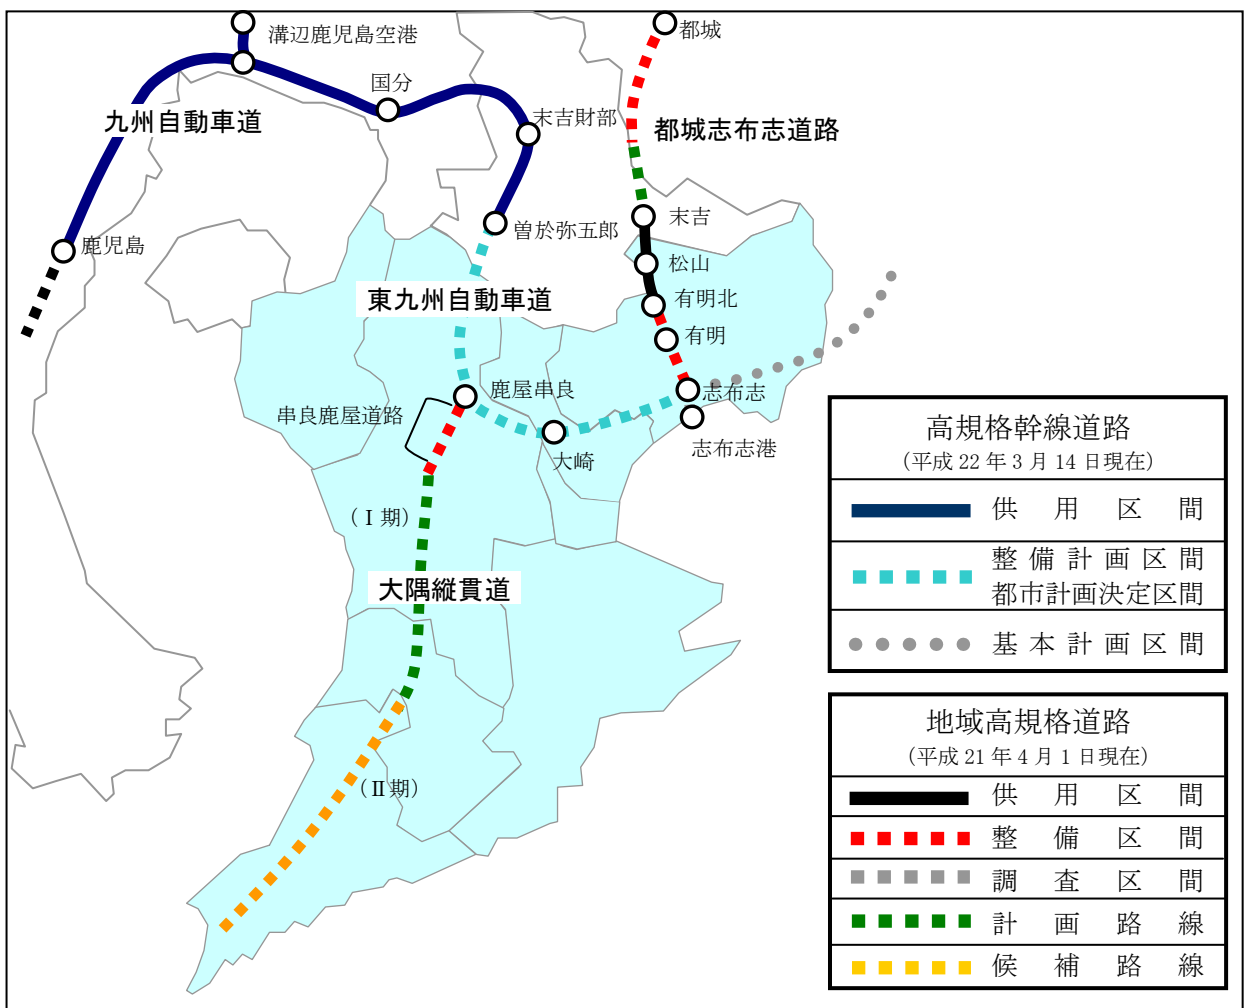 溝辺鹿児島空港
都城
国分
九州自動車道
末吉財部
都城志布志道路
末吉
曽於弥五郎
鹿児島
松山
東九州自動車道
有明北
有明
鹿屋串良
志布志
串良鹿屋道路
志布志港
大崎
（Ⅰ期）
大隅縦貫道
（Ⅱ期）
高規格幹線道路
（平成 22 年 3 月 14 日現在）
供用区間
整備計画区間
都市計画決定区間
基本計画区間
地域高規格道路
（平成 21 年 4 月 1 日現在）
供用区間
整備区間
調査区間
計画路線
候補路線